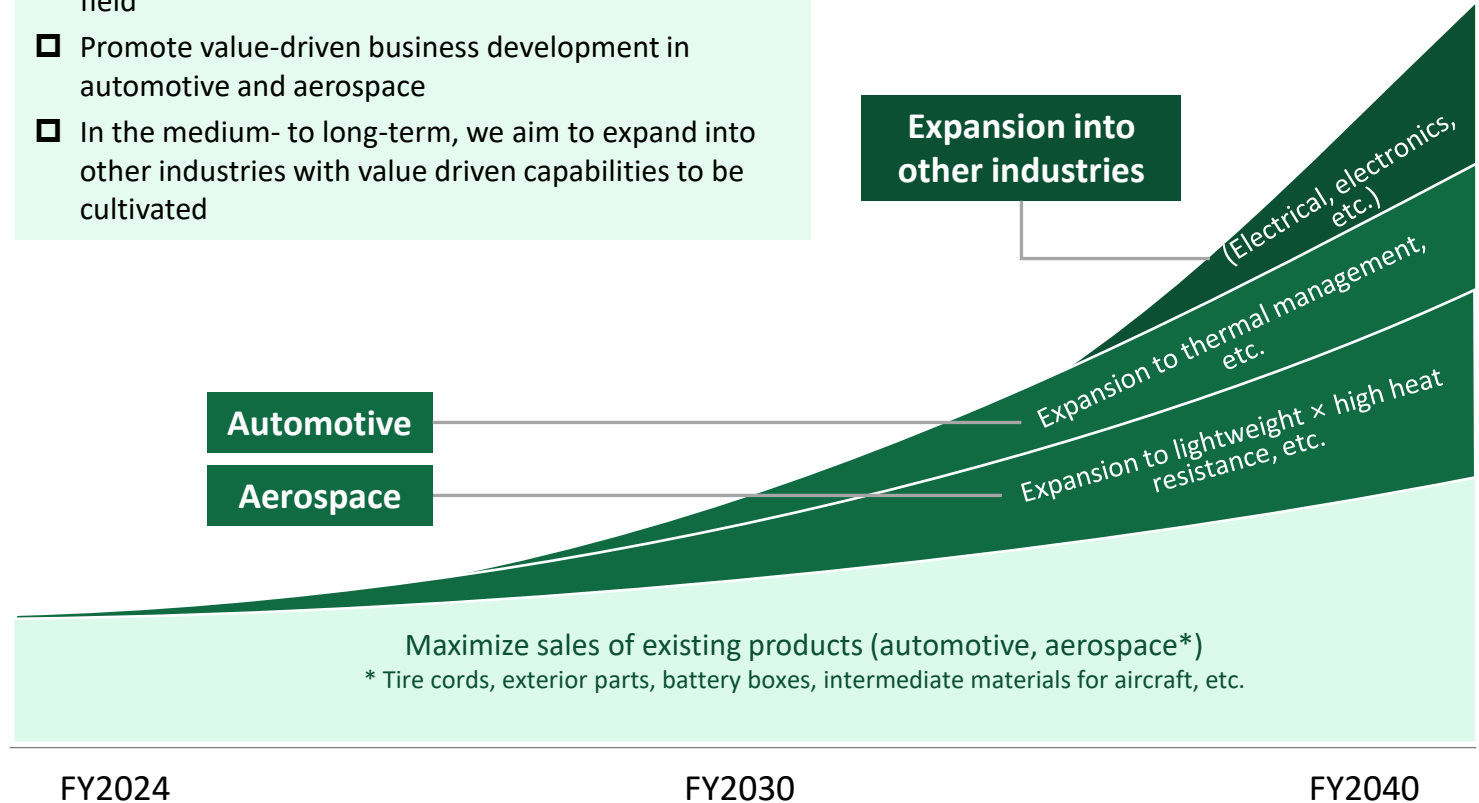 field
Promote value-driven business development in
automotive and aerospace
In the medium- to long-term, we aim to expand into
other industries with value driven capabilities to be
cultivated
Expansion into
other industries
(Electrical, electronics,
etc.)
Expansion to thermal management,
etc.
Automotive
Expansion to lightweight × high heat
resistance, etc.
Aerospace
Maximize sales of existing products (automotive, aerospace*)
* Tire cords, exterior parts, battery boxes, intermediate materials for aircraft, etc.
FY2024
FY2030
FY2040